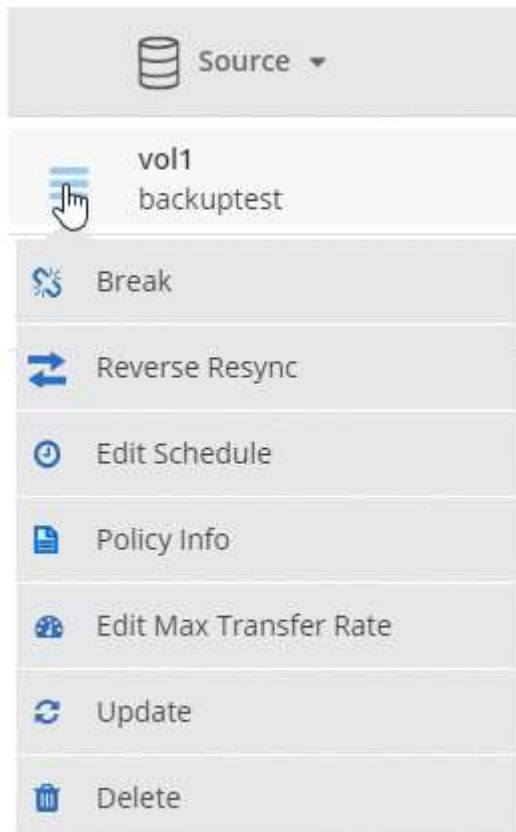 Source
vol1
backuptest
Break
Reverse Resync
Edit Schedule
Policy Info
Edit Max Transfer Rate
Update
Delete